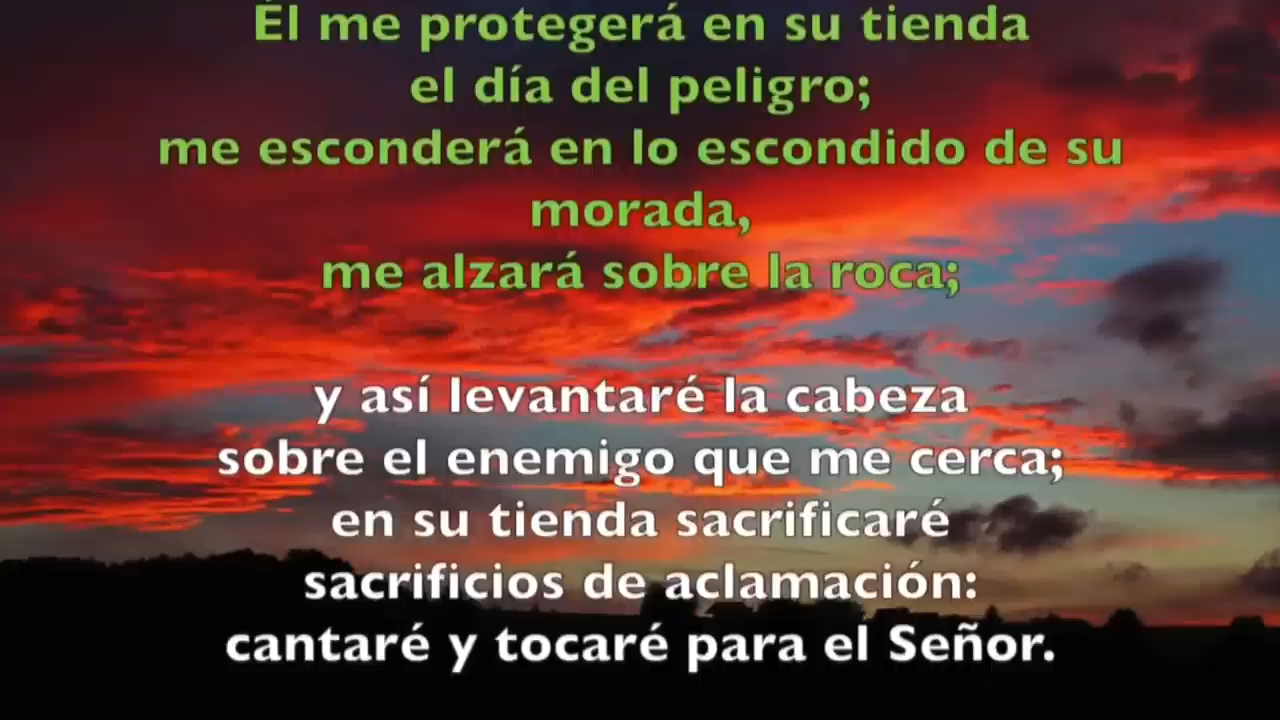 Él me protegerá en su tienda
el día del peligro;
me esconderá en lo escondido de su
morada,
me alzará sobre la roca;
y así levantaré la cabeza
sobre el enemigo que me cerca;
en su tienda sacrificaré
sacrificios de aclamación:
cantaré y tocaré para el Señor.